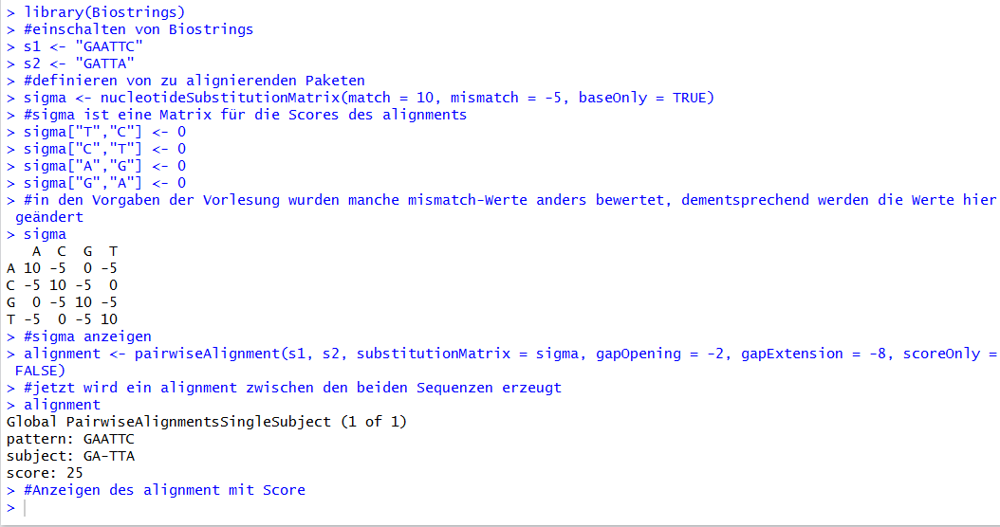 > library(Biostrings)
> #einschalten von Biostrings
> s1 <- "GAATTC"
> s2 <- "GATTA"
> #definieren von zu alignierenden Paketen
> sigma <- nucleotideSubstitutionMatrix(match = 10, mismatch = -5, baseOnly = TRUE)
> #sigma ist eine Matrix für die Scores des alignments
> sigma["T","C"] <- 0
> sigma["C","T"] <- 0
> sigma["A","G"] <- 0
> sigma["G","A"] <- 0
> #in den Vorgaben der Vorlesung wurden manche mismatch-Werte anders bewertet, dementsprechend werden die Werte hier
 geändert
> sigma
   A  C  G  T
A 10 -5  0 -5
C -5 10 -5  0
G  0 -5 10 -5
T -5  0 -5 10
> #sigma anzeigen
> alignment <- pairwiseAlignment(s1, s2, substitutionMatrix = sigma, gapOpening = -2, gapExtension = -8, scoreOnly =
 FALSE)
> #jetzt wird ein alignment zwischen den beiden Sequenzen erzeugt
> alignment
Global PairwiseAlignmentsSingleSubject (1 of 1)
pattern: GAATTC
subject: GA-TTA
score: 25
> #Anzeigen des alignment mit Score
>